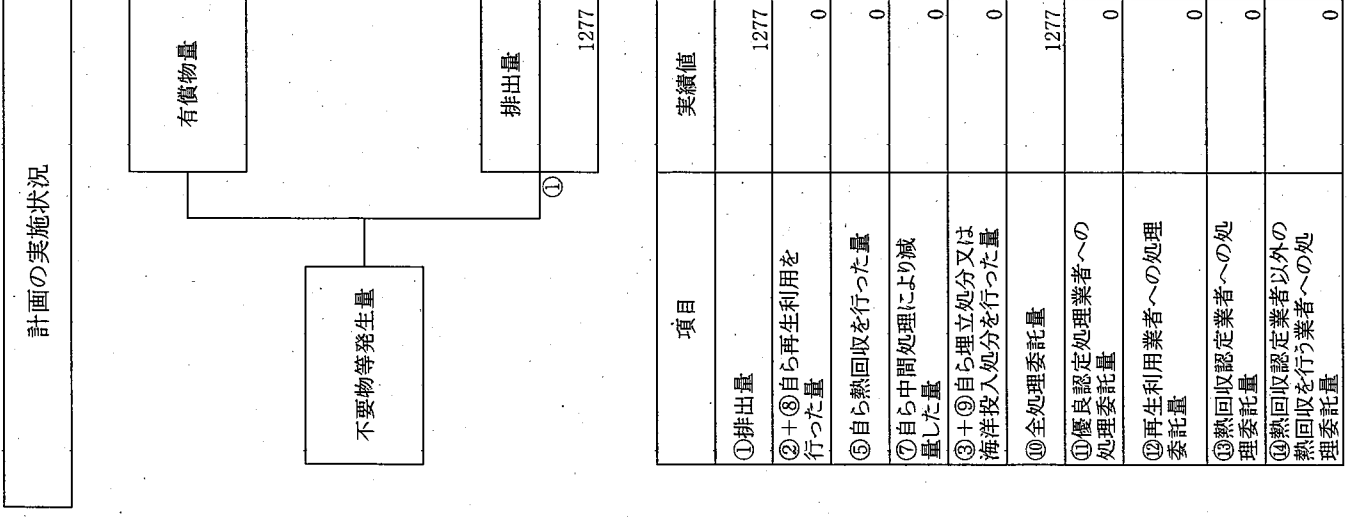 計画の実施状況
不要物等発生量
有償物量
排出量
①
1277
項目
実績値
①排出量
1277
②+⑧自ら再生利用を
行った量
0
⑤自ら熱回収を行った量
0
⑦自ら中間処理により減
量した量
0
③+⑨自ら埋立処分又は
海洋投入処分を行った量
0
⑩全処理委託量
1277
⑪優良認定処理業者への
処理委託量
0
⑫再生利用業者への処理
委託量
0
⑬熱回収認定業者への処
理委託量
0
⑭熱回収認定業者以外の
熱回収を行う業者への処
理委託量
0